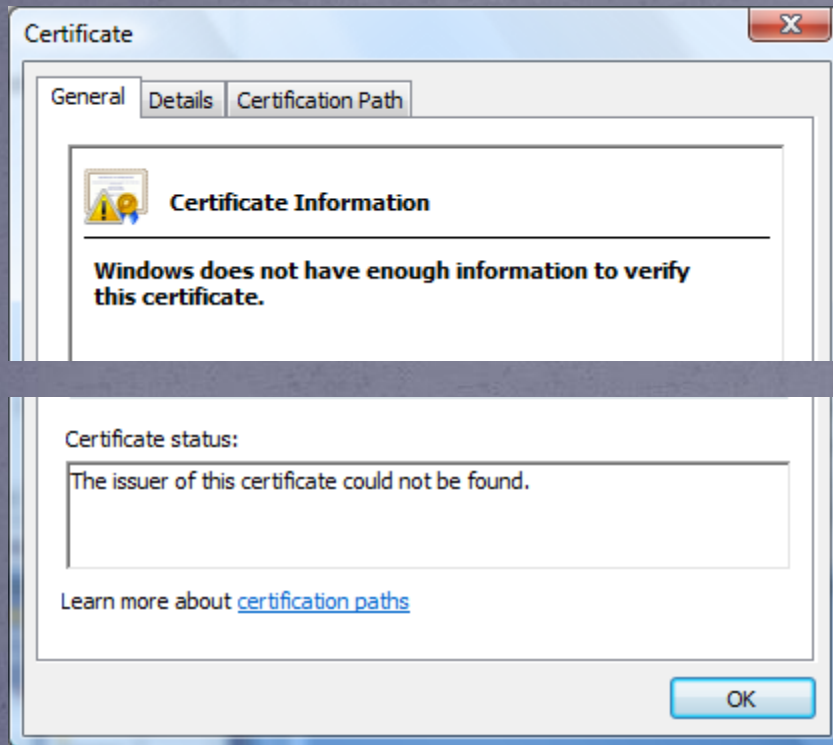 Certificate
General Details Certification Path
Certificate Information
Windows does not have enough information to verify
this certificate.
Certificate status:
The issuer of this certificate could not be found.
Learn more about certification paths
OK